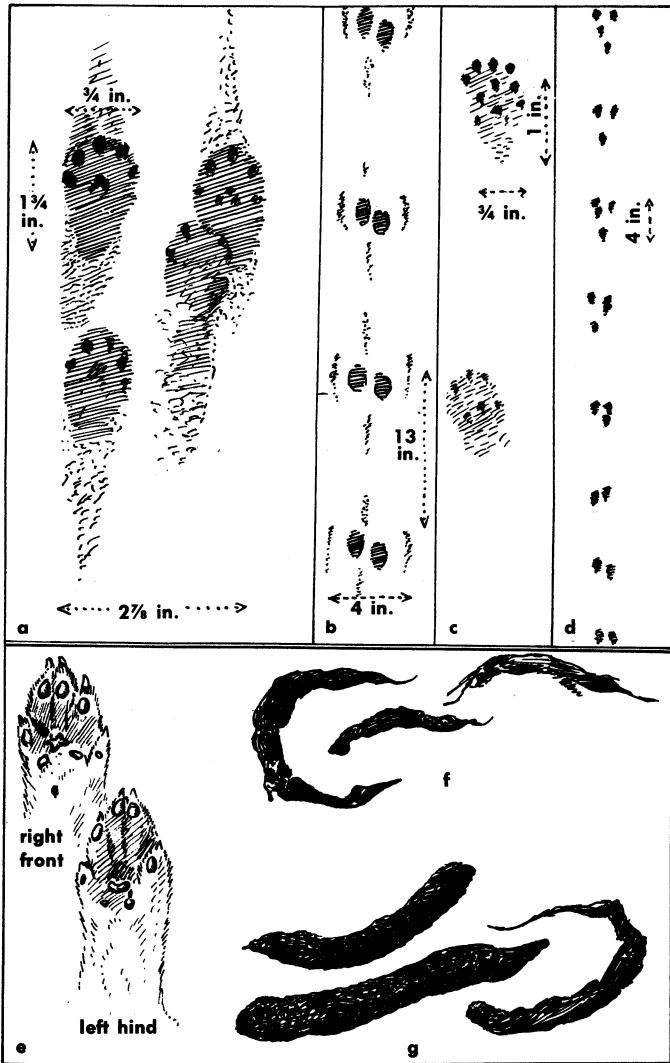 ¾ in.
1¾
in.
2⅞ in.
a
13
in.
4 in.
b
1 in.
¾ in.
c
4 in.
d
right
front
left hind
e
f
g